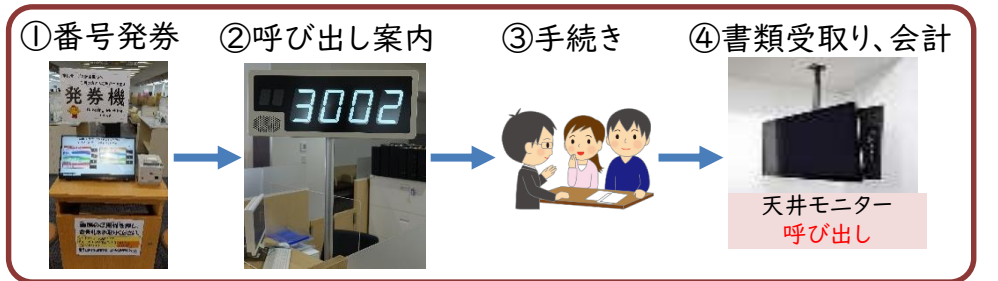 ①番号発券
②呼び出し案内
③手続き
④書類受取り、会計
発券機
3002
天井モニター
呼び出し